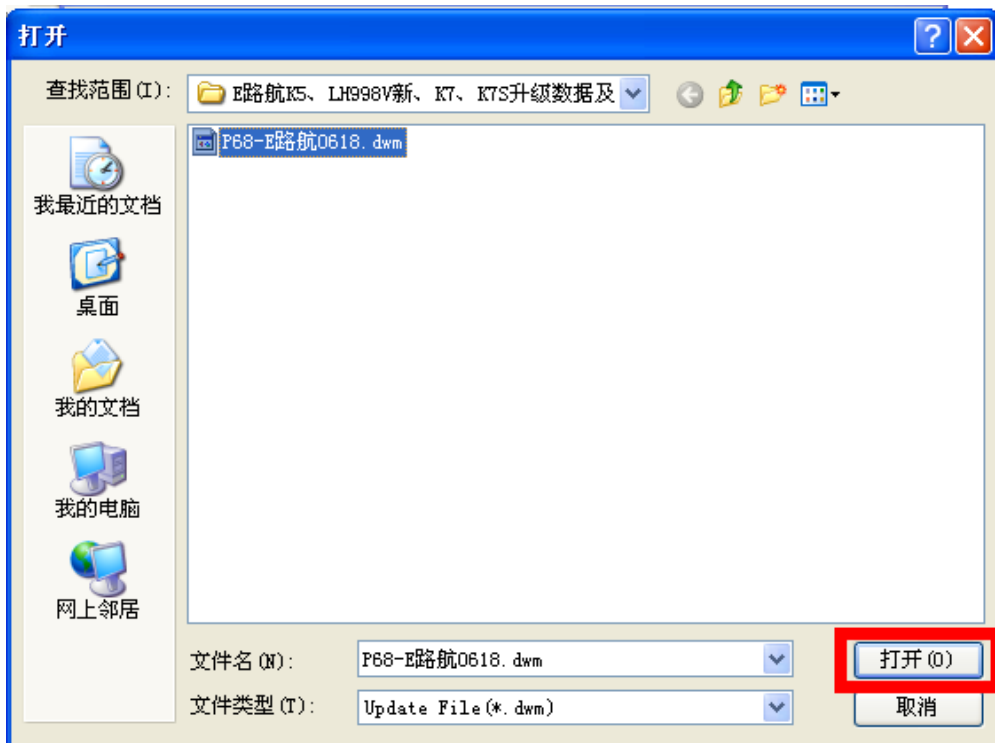 打开
查找范围(I):
E路航K5、LH998V新、K7、K7S升级数据及
P68-E路航0618.dwm
我最近的文档
桌面
我的文档
我的电脑
网上邻居
文件名(N):
P68-E路航0618.dwm
打开(O)
文件类型(T):
Update File(*.dwm)
取消